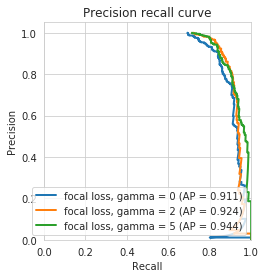 Precision recall curve
1.0
0.8
0.6
0.4
0.2
0.0
Precision
focal loss, gamma = 0 (AP = 0.911)
focal loss, gamma = 2 (AP = 0.924)
focal loss, gamma = 5 (AP = 0.944)
0.0 0.2 0.4 0.6 0.8 1.0
Recall